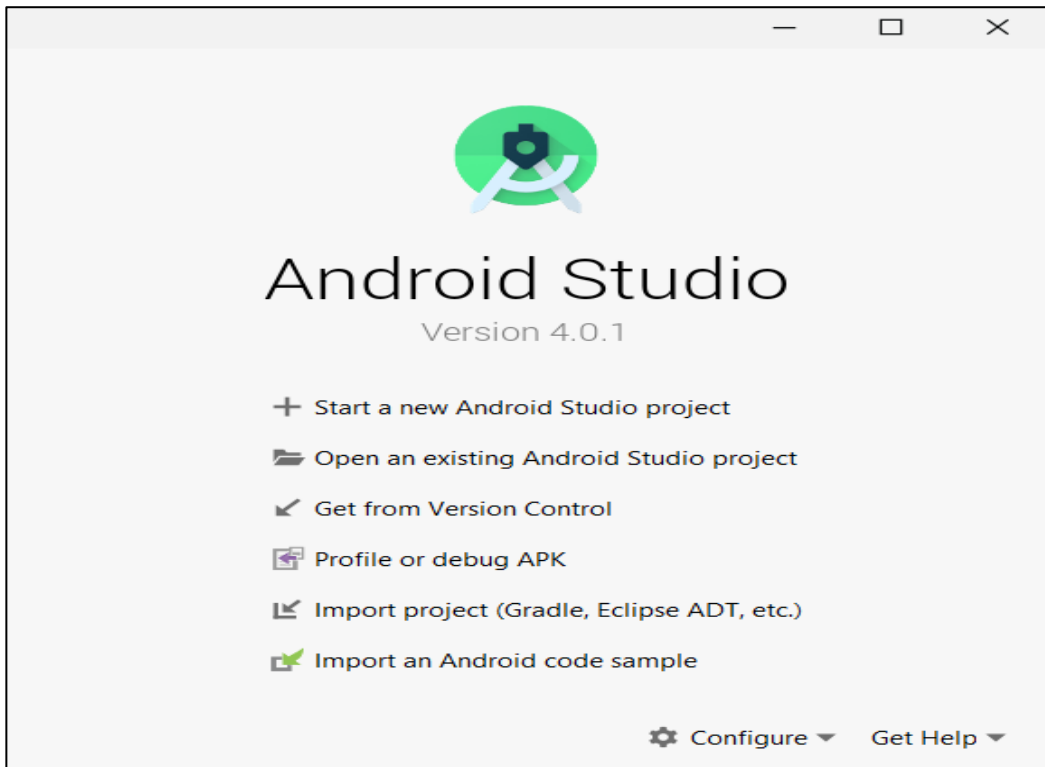 Android Studio
Version 4.0.1
Start a new Android Studio project
Open an existing Android Studio project
Get from Version Control
Profile or debug APK
Import project (Gradle, Eclipse ADT, etc.)
Import an Android code sample
Configure Get Help